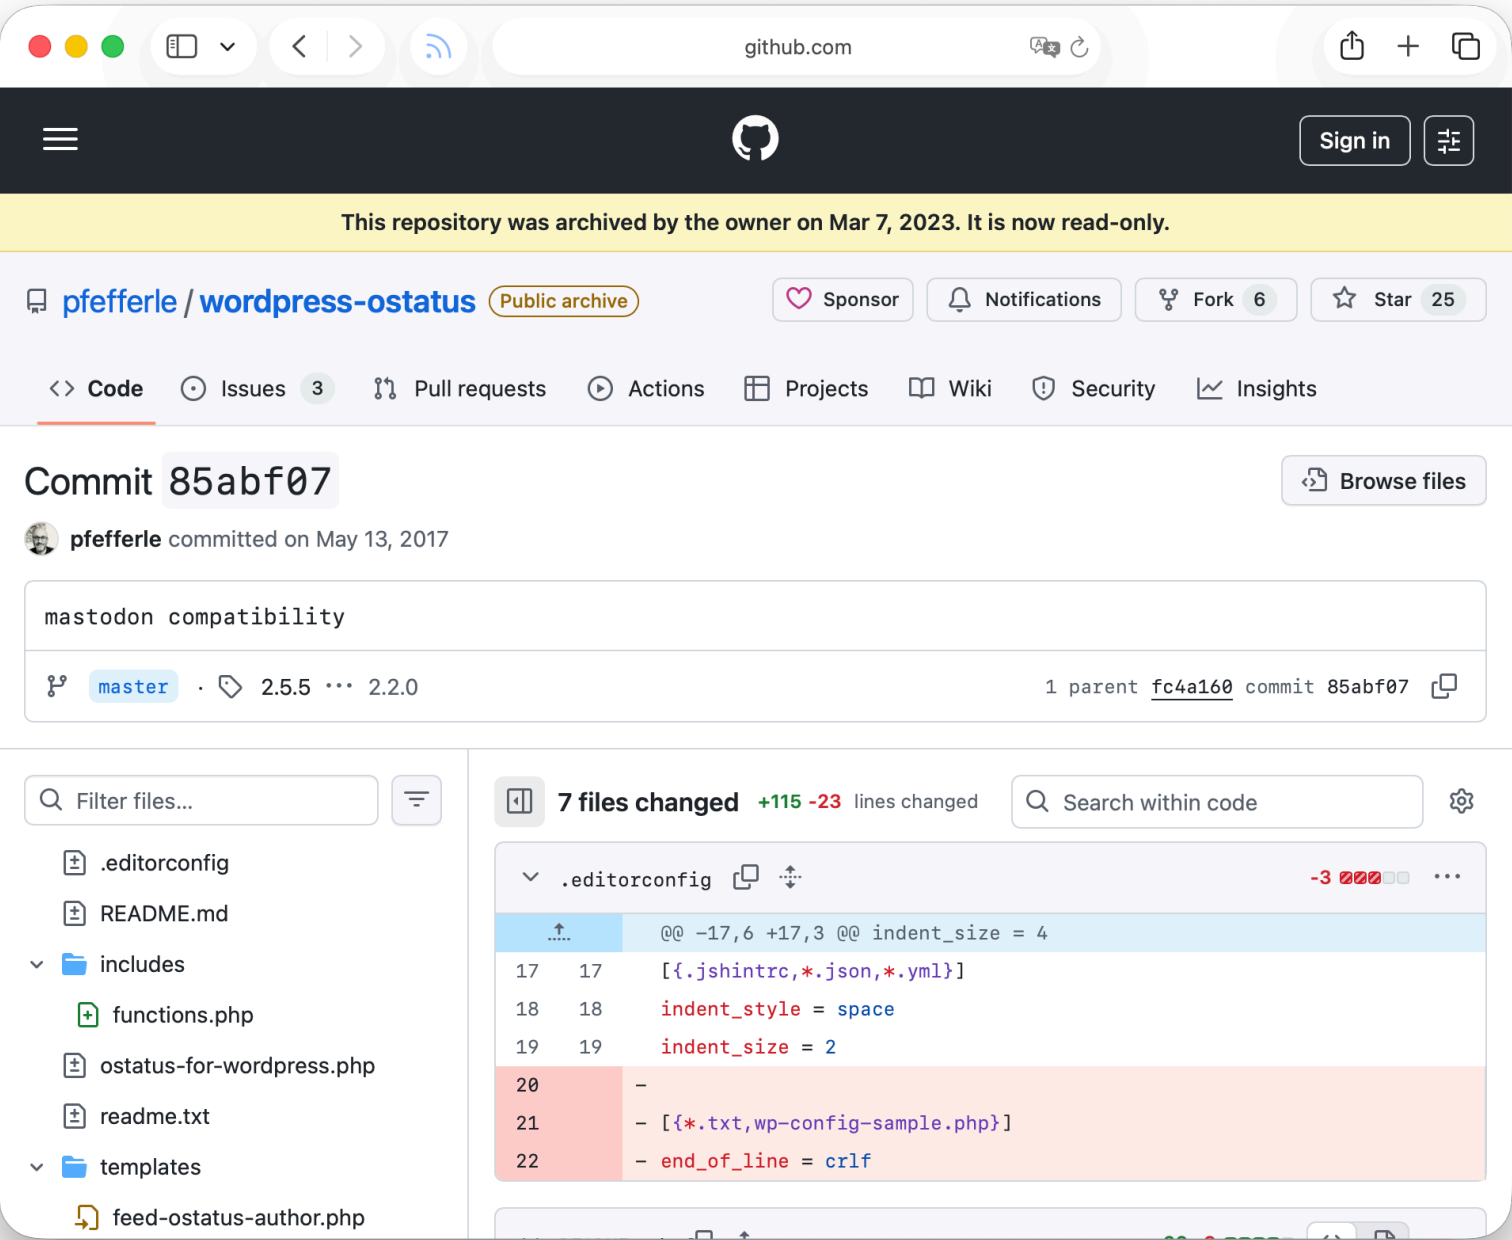 github.com
Sign in
This repository was archived by the owner on Mar 7, 2023. It is now read-only.
pfefferle / wordpress-ostatus Public archive
Sponsor Notifications Fork 6 Star 25
Code Issues 3 Pull requests Actions Projects Wiki Security Insights
Commit 85abf07
Browse files
pfefferle committed on May 13, 2017
mastodon compatibility
master · 2.5.5 ··· 2.2.0
1 parent fc4a160 commit 85abf07
Filter files...
7 files changed +115 -23 lines changed
Search within code
.editorconfig
README.md
includes
functions.php
ostatus-for-wordpress.php
readme.txt
templates
feed-ostatus-author.php
.editorconfig
-3
@@ -17,6 +17,3 @@ indent_size = 4
17 17 [{.jshintrc,*.json,*.yml}]
18 18 indent_style = space
19 19 indent_size = 2
20 -
21 - [{*.txt,wp-config-sample.php}]
22 - end_of_line = crlf